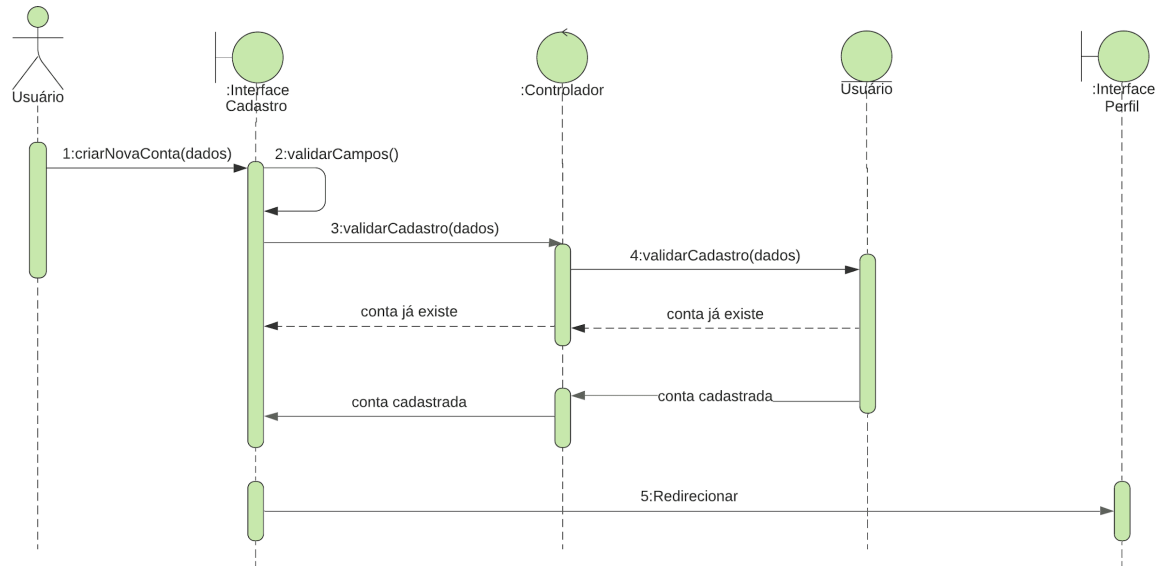 Usuário
:Interface
Cadastro
:Controlador
Usuário
:Interface
Perfil
1:criarNovaConta(dados)
2:validarCampos()
3:validarCadastro(dados)
4:validarCadastro(dados)
conta já existe
conta já existe
conta cadastrada
conta cadastrada
5:Redirecionar